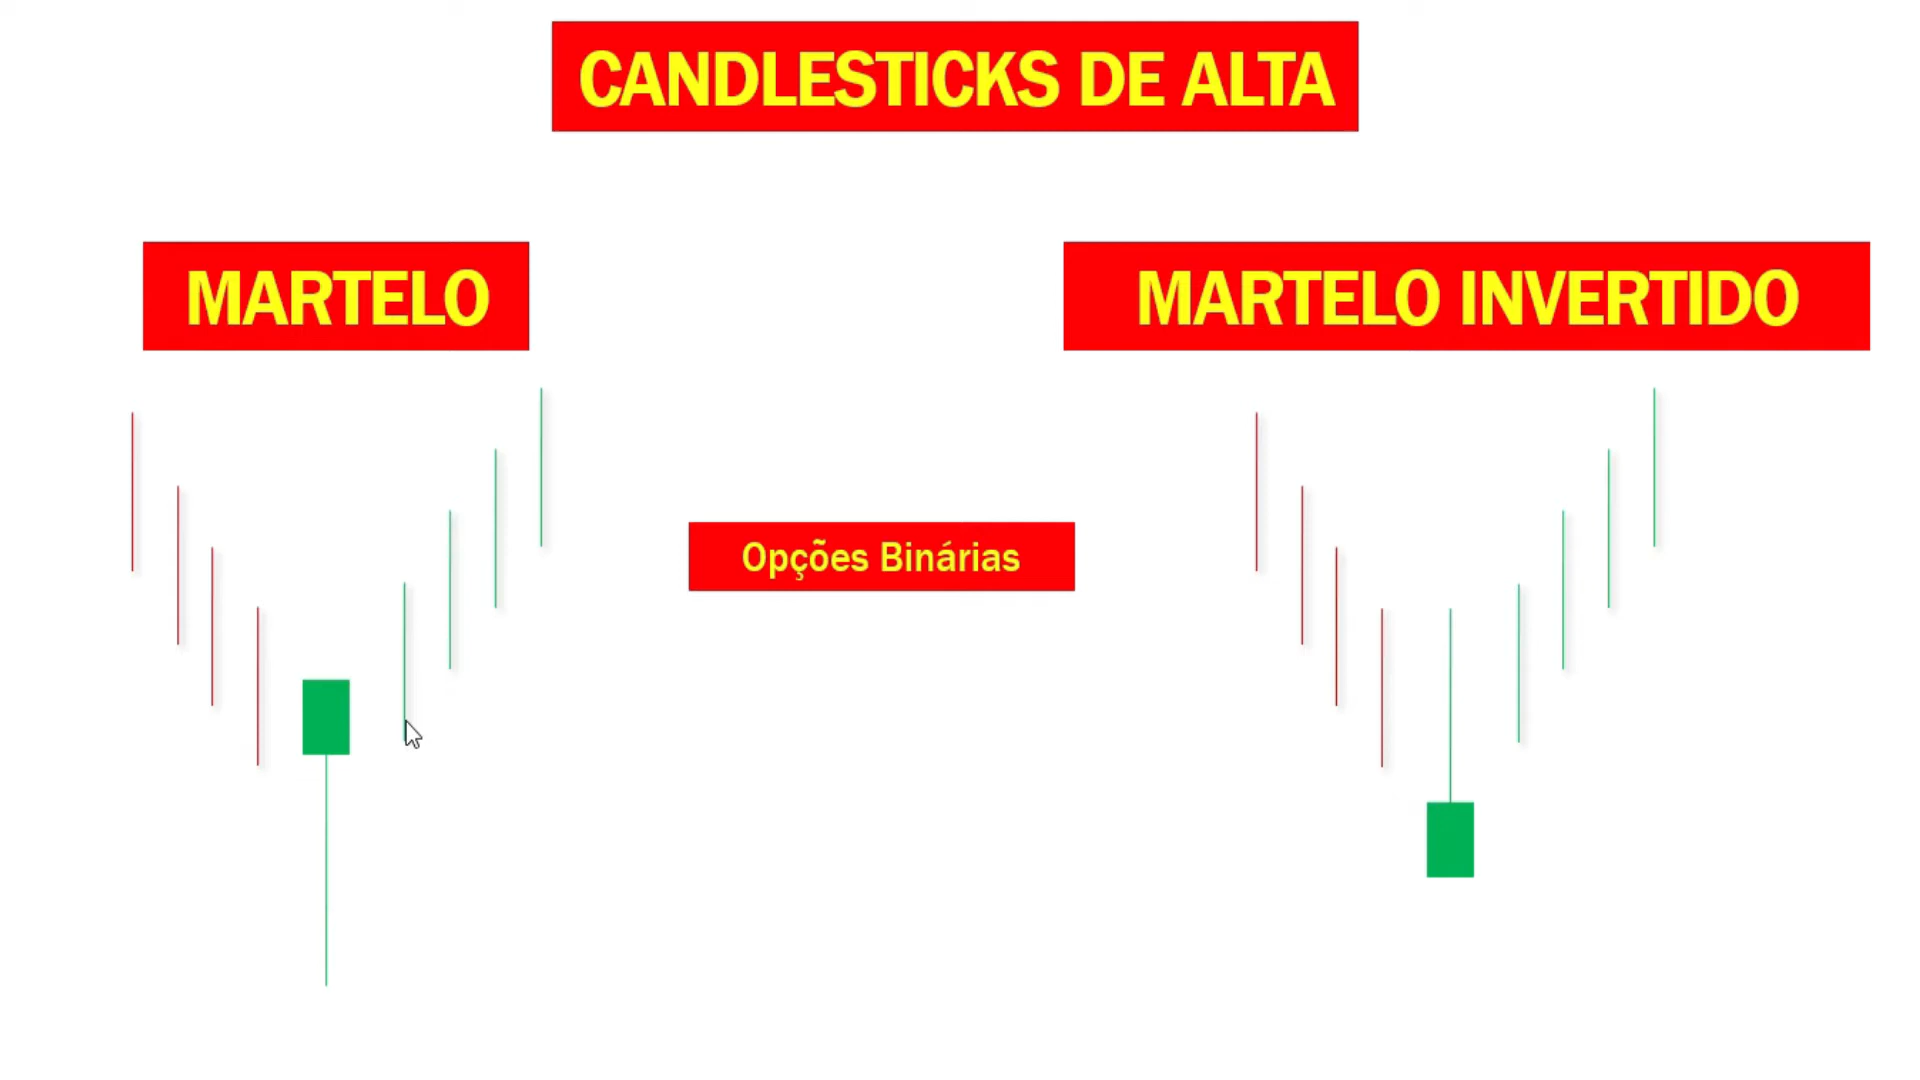 CANDLESTICKS DE ALTA
MARTELO
MARTELO INVERTIDO
Opções Binárias